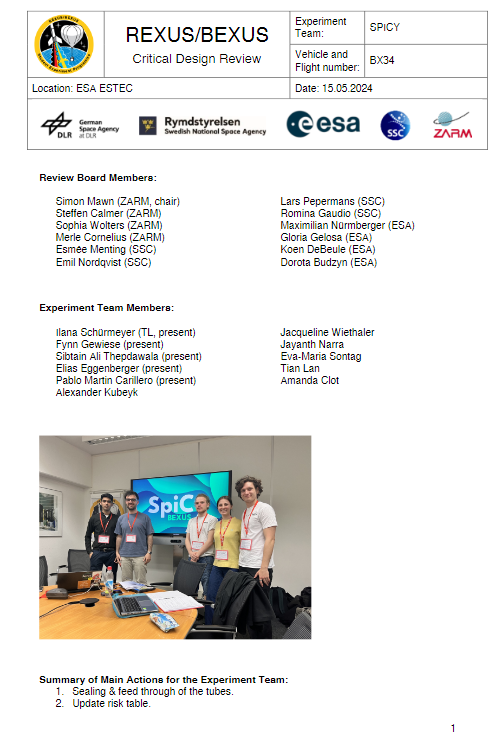 REXUS/BEXUS
Critical Design Review
Experiment Team: SPICY
Vehicle and Flight number: BX34
Location: ESA ESTEC
Date: 15.05.2024
DLR German Space Agency at DLR
Rymdstyrelsen
Swedish National Space Agency
esa
SSC
ZARM
Review Board Members:
Simon Mawn (ZARM, chair)
Steffen Calmer (ZARM)
Sophia Wolters (ZARM)
Merle Cornelius (ZARM)
Esmée Menting (SSC)
Emil Nordqvist (SSC)
Lars Pepermans (SSC)
Romina Gaudio (SSC)
Maximilian Nürmberger (ESA)
Gloria Gelosa (ESA)
Koen DeBeule (ESA)
Dorota Budzyn (ESA)
Experiment Team Members:
Ilana Schürmeyer (TL, present)
Fynn Gewiese (present)
Sibtain Ali Thepdawala (present)
Elias Eggenberger (present)
Pablo Martin Carillero (present)
Alexander Kubeyk
Jacqueline Wiethaler
Jayanth Narra
Eva-Maria Sontag
Tian Lan
Amanda Clot
SpiC
BEXUS
Summary of Main Actions for the Experiment Team:
1. Sealing & feed through of the tubes.
2. Update risk table.
1